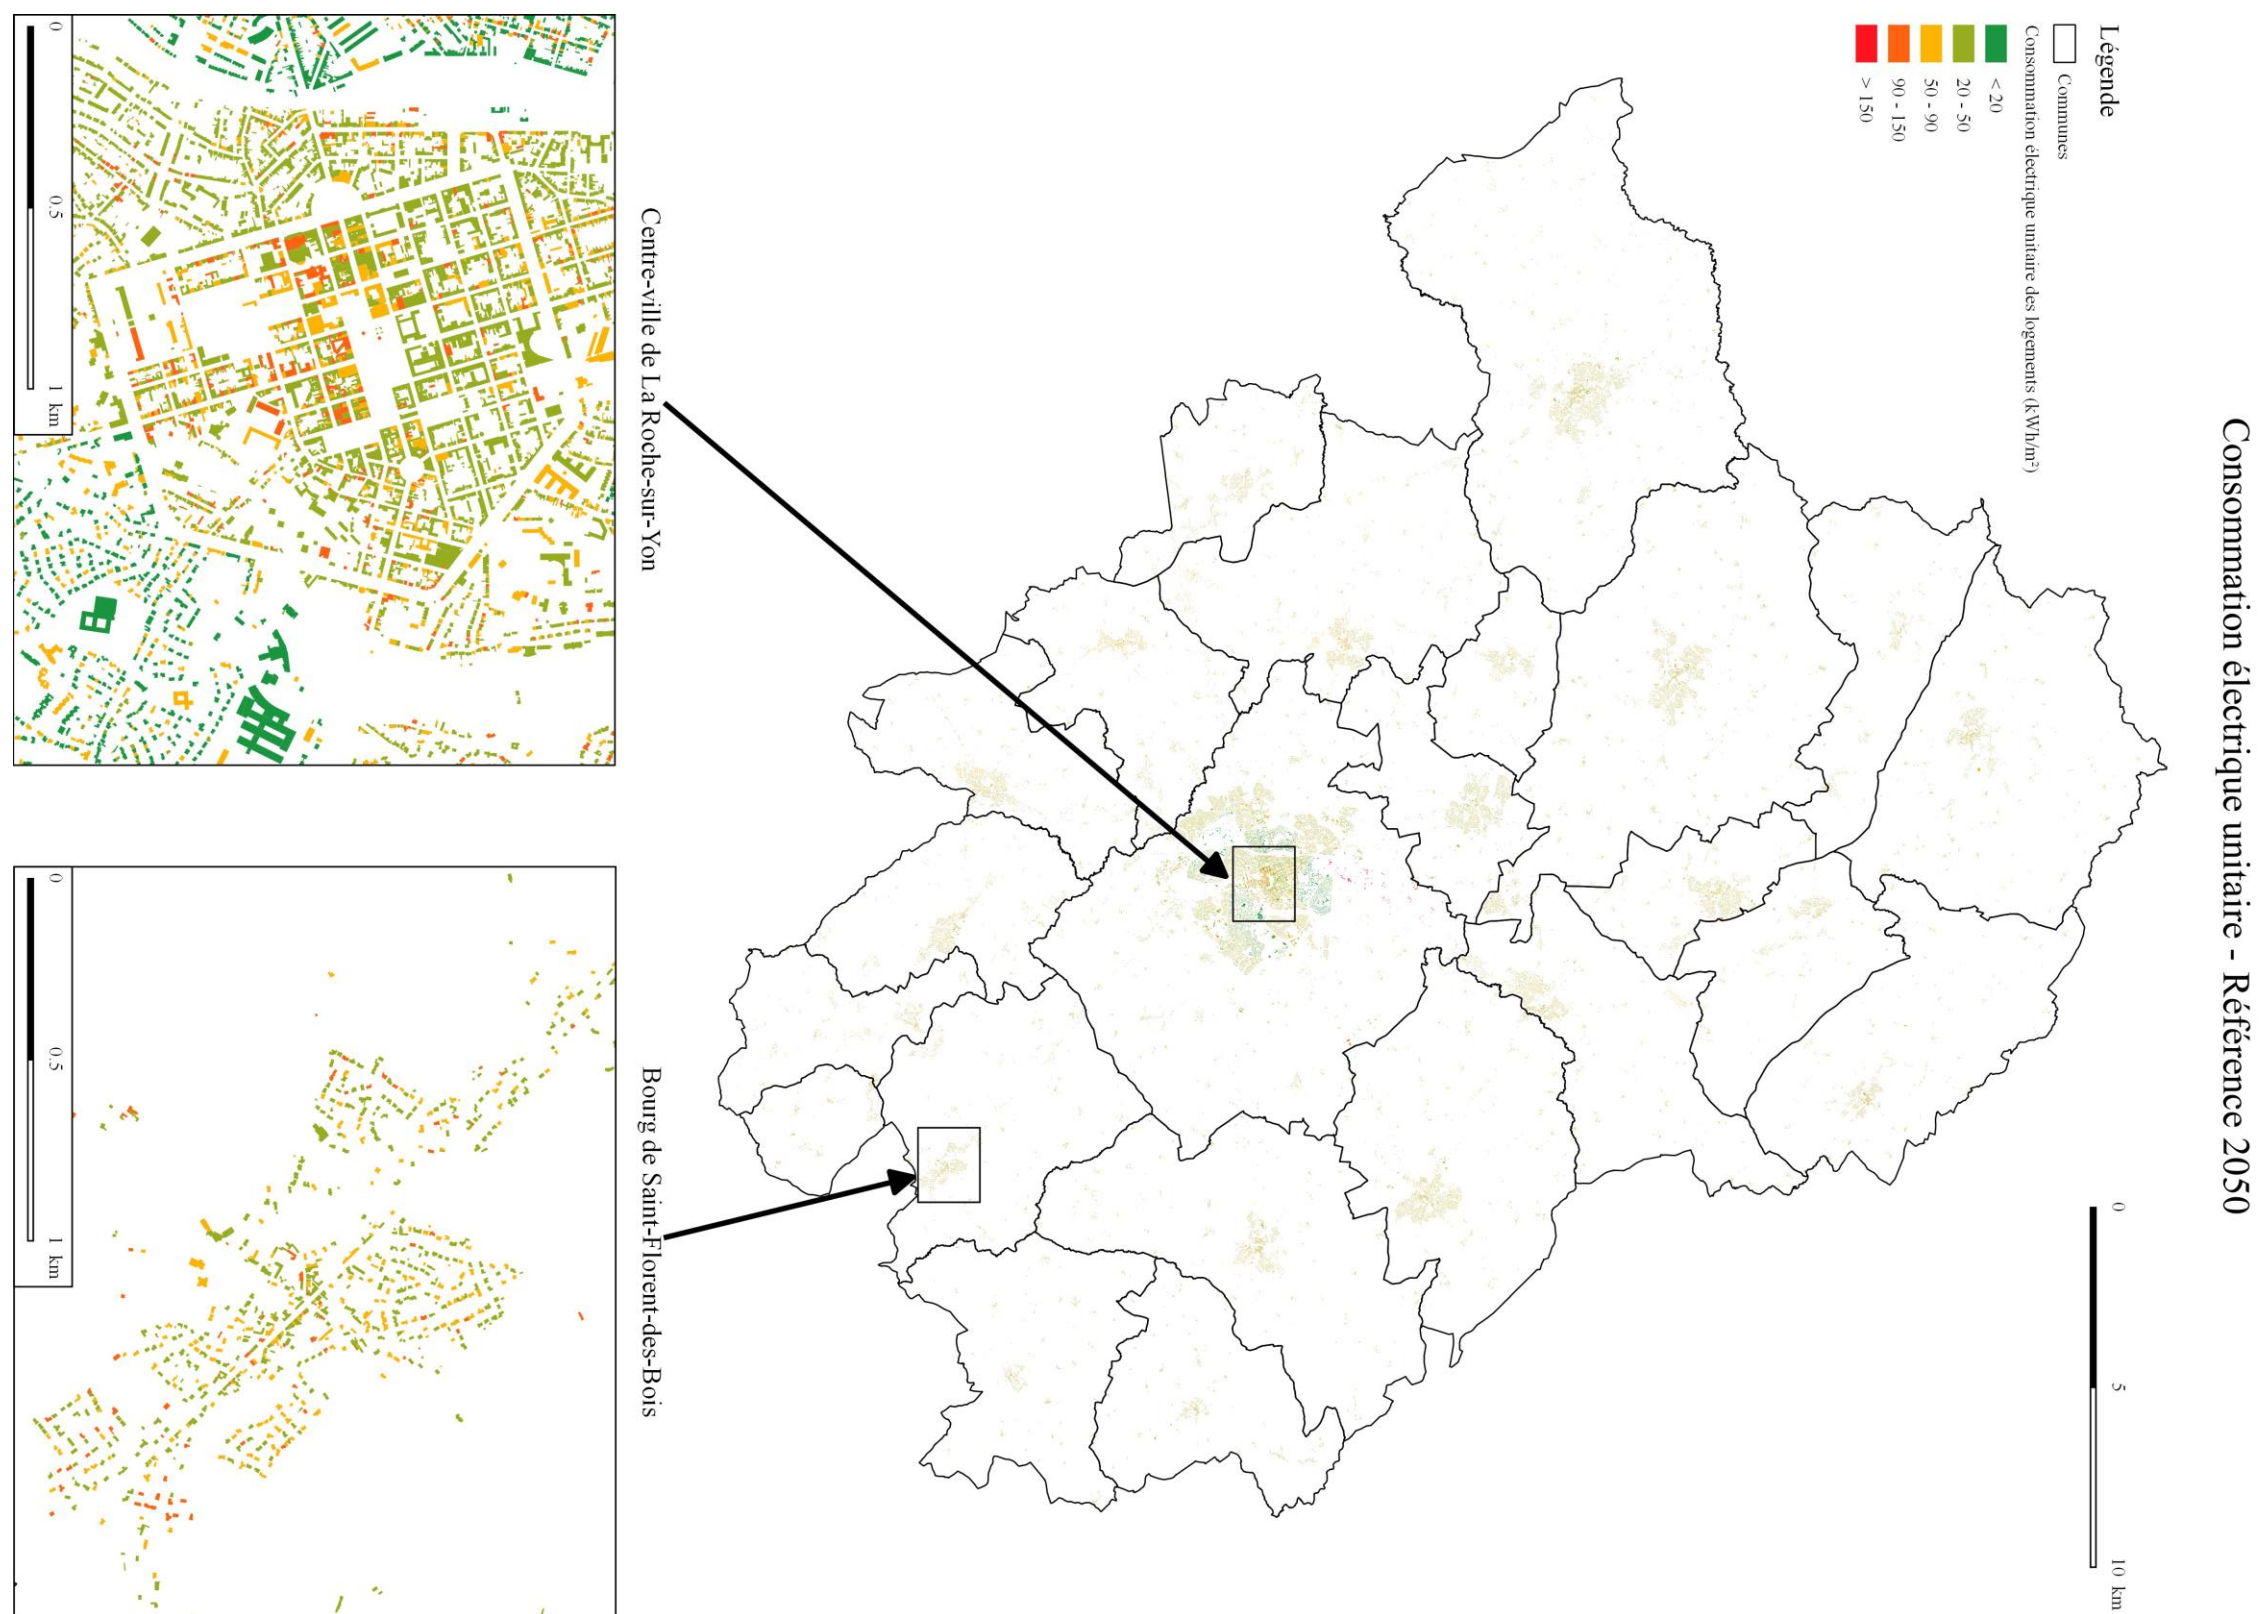 Consommation électrique unitaire - Référence 2050
Légende
Communes
Consommation électrique unitaire des logements (kWh/m²)
< 20
20 - 50
50 - 90
90 - 150
> 150
0 5 10 km
Centre-ville de La Roche-sur-Yon
Bourg de Saint-Florent-des-Bois
0 0.5 1 km
0 0.5 1 km